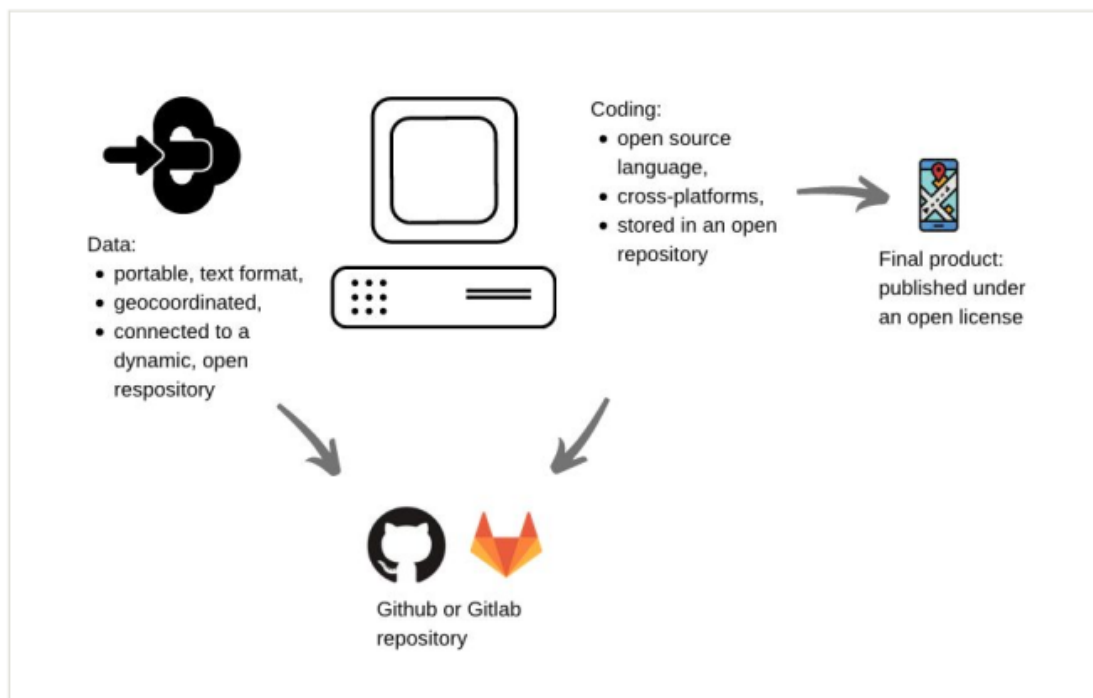 Data:
• portable, text format,
• geocoordinated,
• connected to a
dynamic, open
respository
Coding:
• open source
language,
• cross-platforms,
• stored in an open
repository
Final product:
published under
an open license
Github or Gitlab
repository